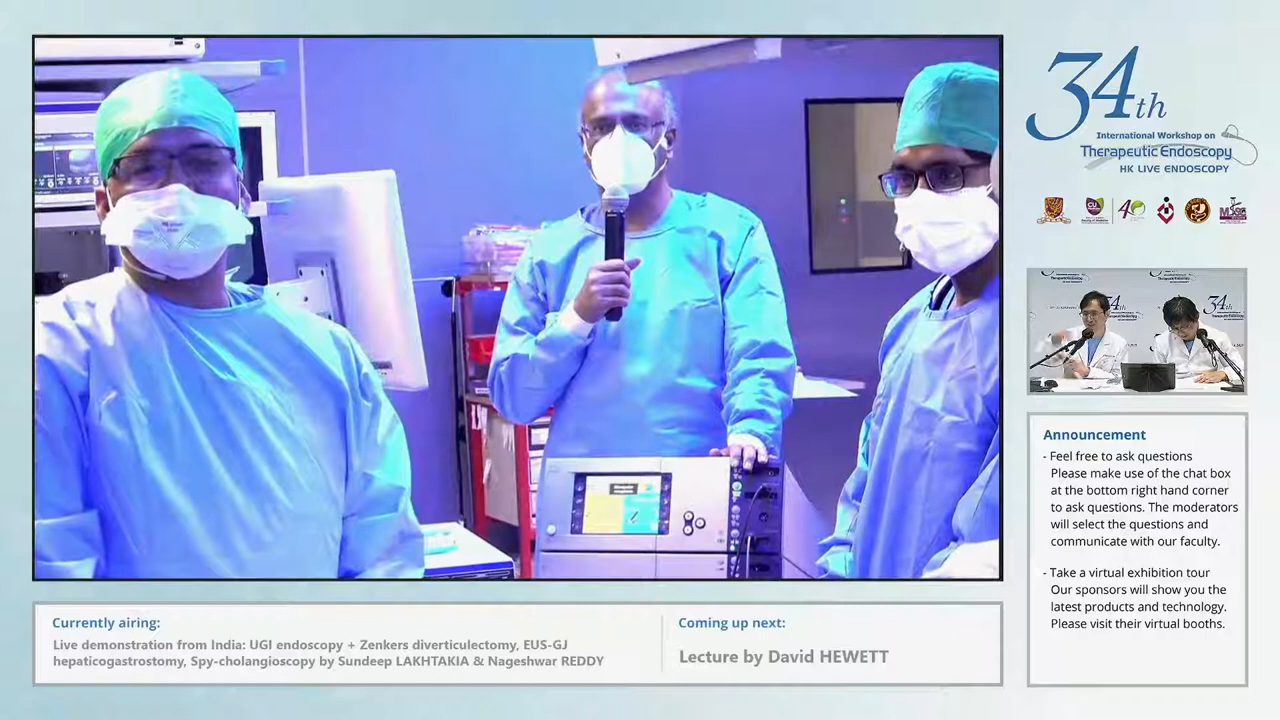 34th
International Workshop on
Therapeutic Endoscopy
HK LIVE ENDOSCOPY
Announcement
- Feel free to ask questions
Please make use of the chat box
at the bottom right hand corner
to ask questions. The moderators
will select the questions and
communicate with our faculty.
- Take a virtual exhibition tour
Our sponsors will show you the
latest products and technology.
Please visit their virtual booths.
Currently airing:
Live demonstration from India: UGI endoscopy + Zenkers diverticulectomy, EUS-GJ
hepaticogastrostomy, Spy-cholangioscopy by Sundeep LAKHTAKIA & Nageshwar REDDY
Coming up next:
Lecture by David HEWETT